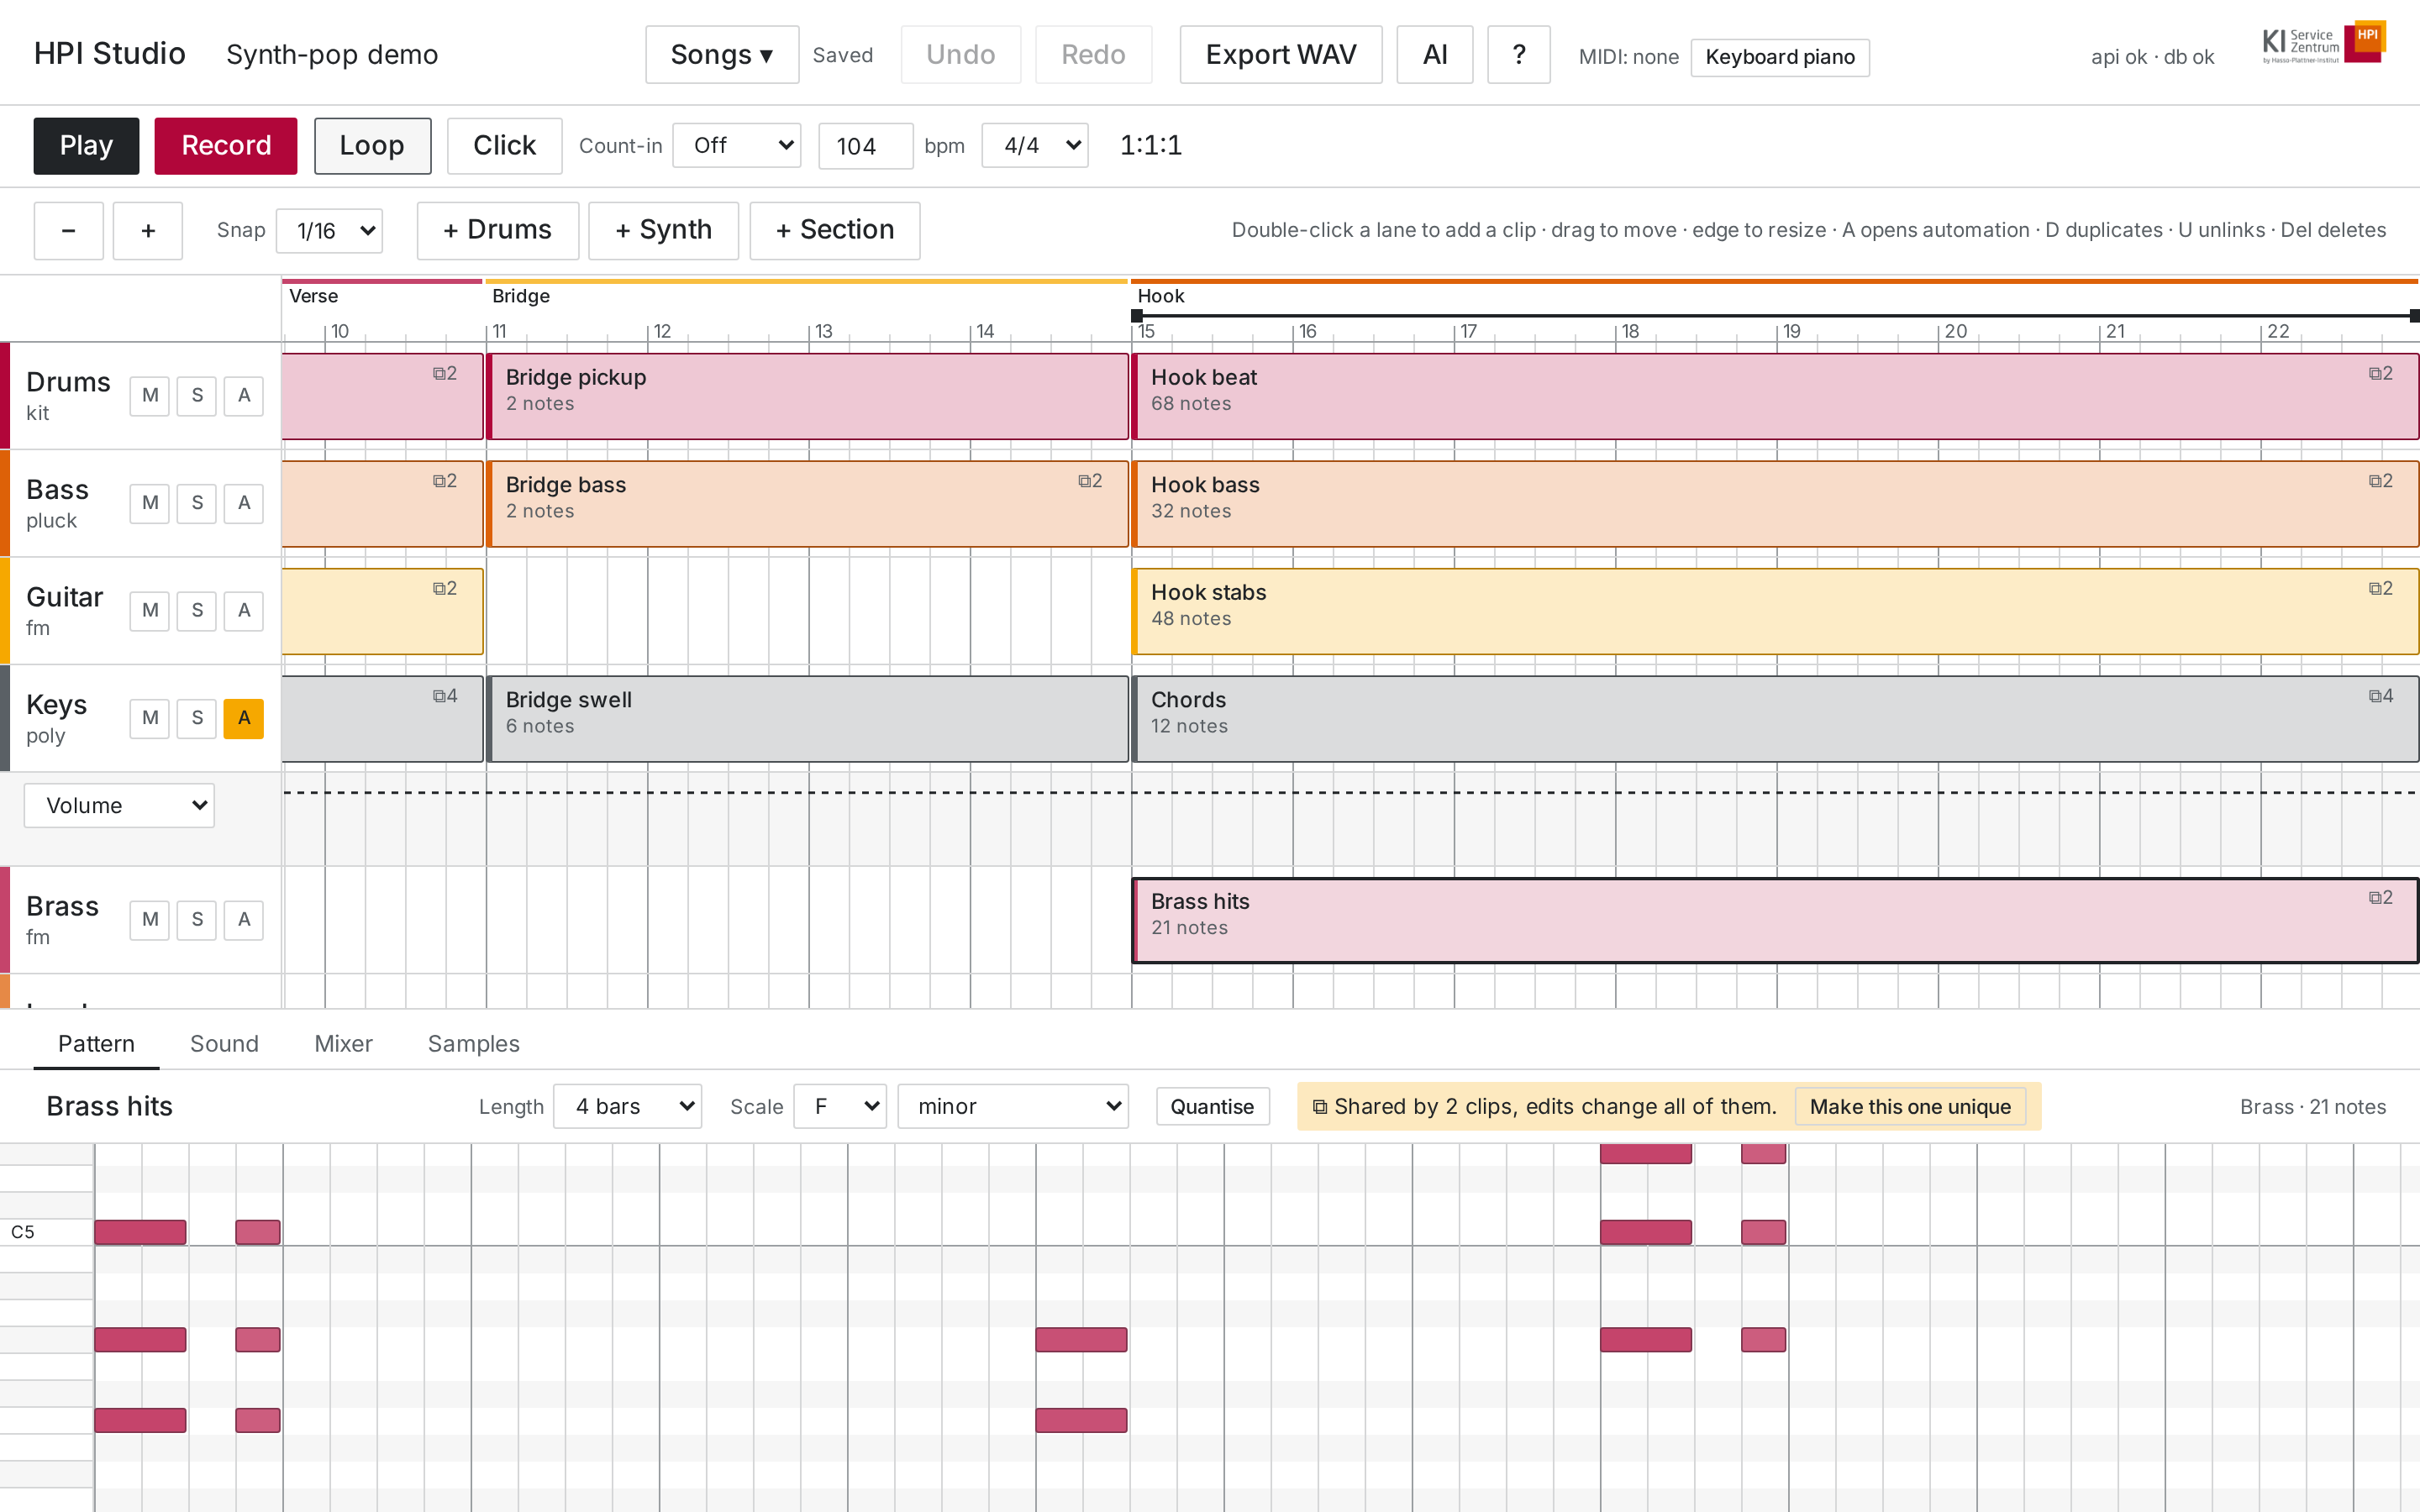 HPI Studio Synth-pop demo Songs ▾ Saved Undo Redo Export WAV AI ? MIDI: none Keyboard piano api ok · db ok
KI Service Zentrum by Hasso-Plattner-Institut HPI
Play Record Loop Click Count-in Off 104 bpm 4/4 1:1:1
− + Snap 1/16 + Drums + Synth + Section Double-click a lane to add a clip · drag to move · edge to resize · A opens automation · D duplicates · U unlinks · Del deletes
Verse Bridge Hook
10 11 12 13 14 15 16 17 18 19 20 21 22
Drums M S A ⧉2 Bridge pickup Hook beat ⧉2
kit 2 notes 68 notes
Bass M S A ⧉2 Bridge bass ⧉2 Hook bass ⧉2
pluck 2 notes 32 notes
Guitar M S A ⧉2 Hook stabs ⧉2
fm 48 notes
Keys M S A ⧉4 Bridge swell Chords ⧉4
poly 6 notes 12 notes
Volume
Brass M S A Brass hits ⧉2
fm 21 notes
Pattern Sound Mixer Samples
Brass hits Length 4 bars Scale F minor Quantise ⧉ Shared by 2 clips, edits change all of them. Make this one unique Brass · 21 notes
C5